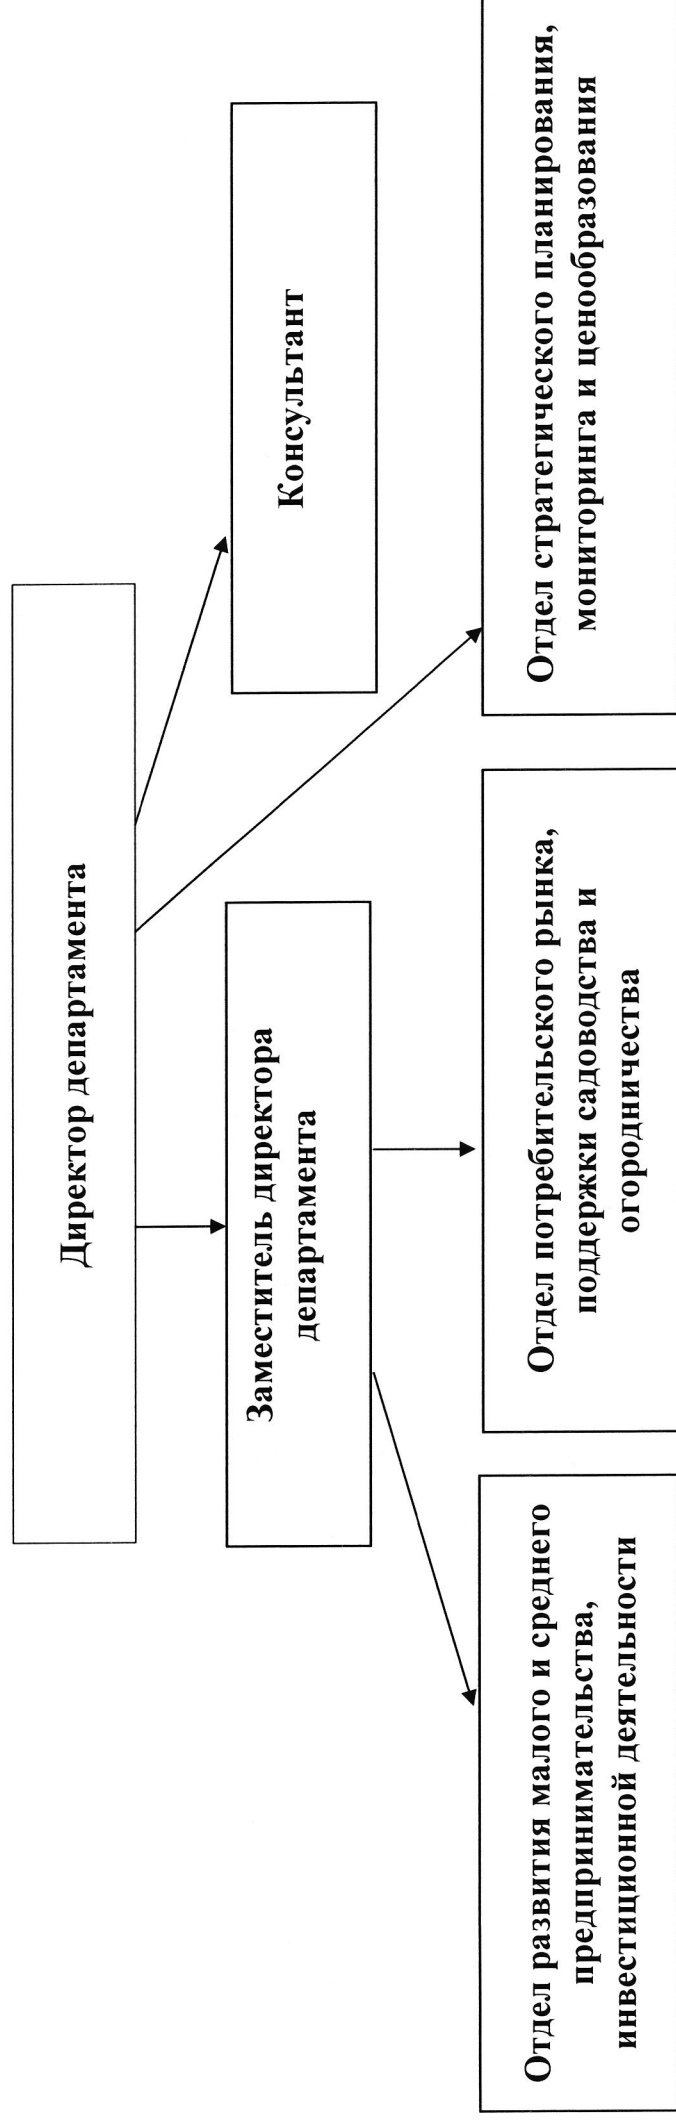 Директор департамента
Заместитель директора
департамента
Консультант
Отдел развития малого и среднего
предпринимательства,
инвестиционной деятельности
Отдел потребительского рынка,
поддержки садоводства и
огородничества
Отдел стратегического планирования,
мониторинга и ценообразования